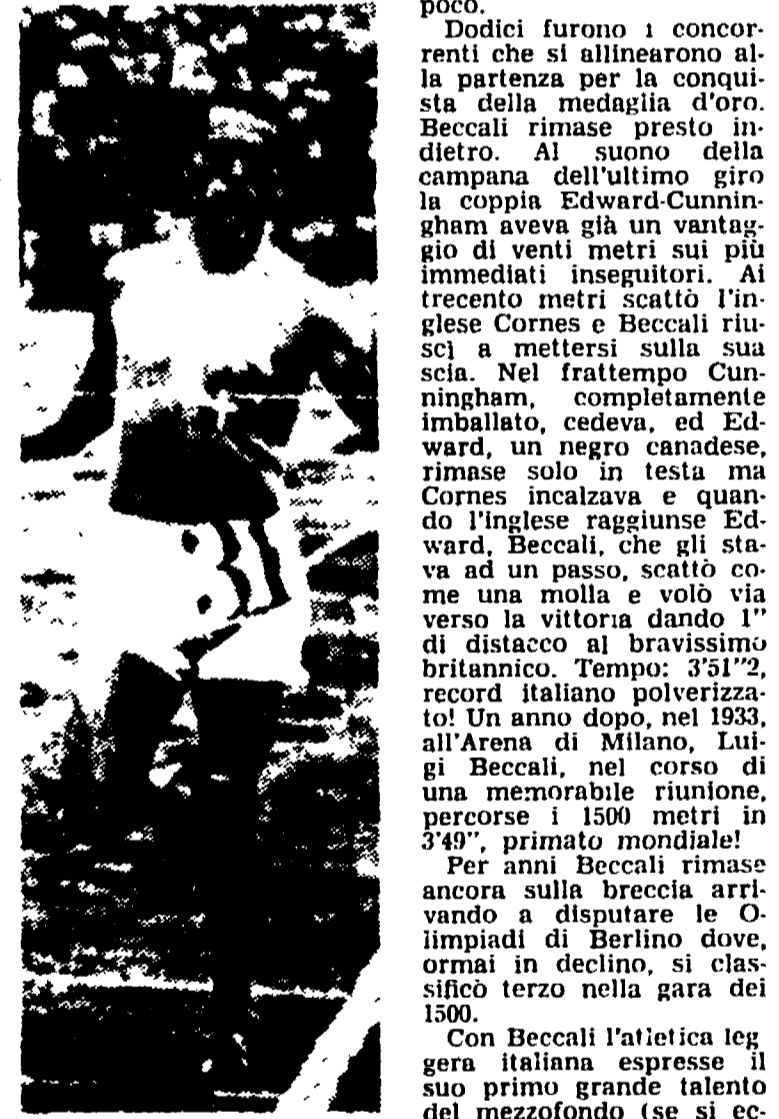 poco.
Dodici furono i concor-
renti che si allinearono al-
la partenza per la conqui-
sta della medaglia d'oro.
Beccali rimase presto in-
dietro. Al suono della
campana dell'ultimo giro
la coppia Edward-Cunnin-
gham aveva già un vantag-
gio di venti metri sui più
immediati inseguitori. Ai
trecento metri scattò l'in-
glese Cornes e Beccali riu-
scì a mettersi sulla sua
scia. Nel frattempo Cun-
ningham, completamente
imballato, cedeva, ed Ed-
ward, un negro canadese,
rimase solo in testa ma
Cornes incalzava e quan-
do l'inglese raggiunse Ed-
ward, Beccali, che gli sta-
va ad un passo, scattò co-
me una molla e volò via
verso la vittoria dando 1"
di distacco al bravissimo
britannico. Tempo: 3'51"2,
record italiano polverizza-
to! Un anno dopo, nel 1933,
all'Arena di Milano, Lui-
gi Beccali, nel corso di
una memorabile riunione,
percorse i 1500 metri in
3'49", primato mondiale!
Per anni Beccali rimase
ancora sulla breccia arri-
vando a disputare le O-
limpiadi di Berlino dove,
ormai in declino, si clas-
sificò terzo nella gara dei
1500.
Con Beccali l'atletica leg
gera italiana espresse il
suo primo grande talento
del mezzofondo (se si ec-